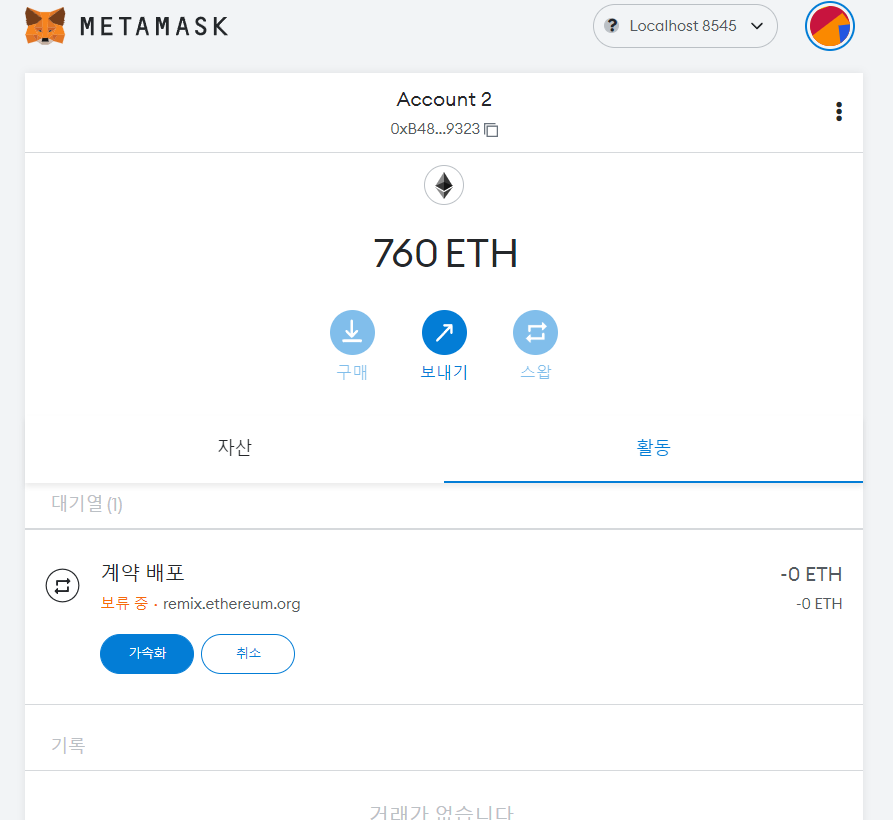 METAMASK
? Localhost 8545
Account 2
0xB48...9323
760 ETH
구매 보내기 스왑
자산 활동
대기열 (1)
계약 배포 -0 ETH
보류 중 · remix.ethereum.org -0 ETH
가속화 취소
기록
거래가 없습니다